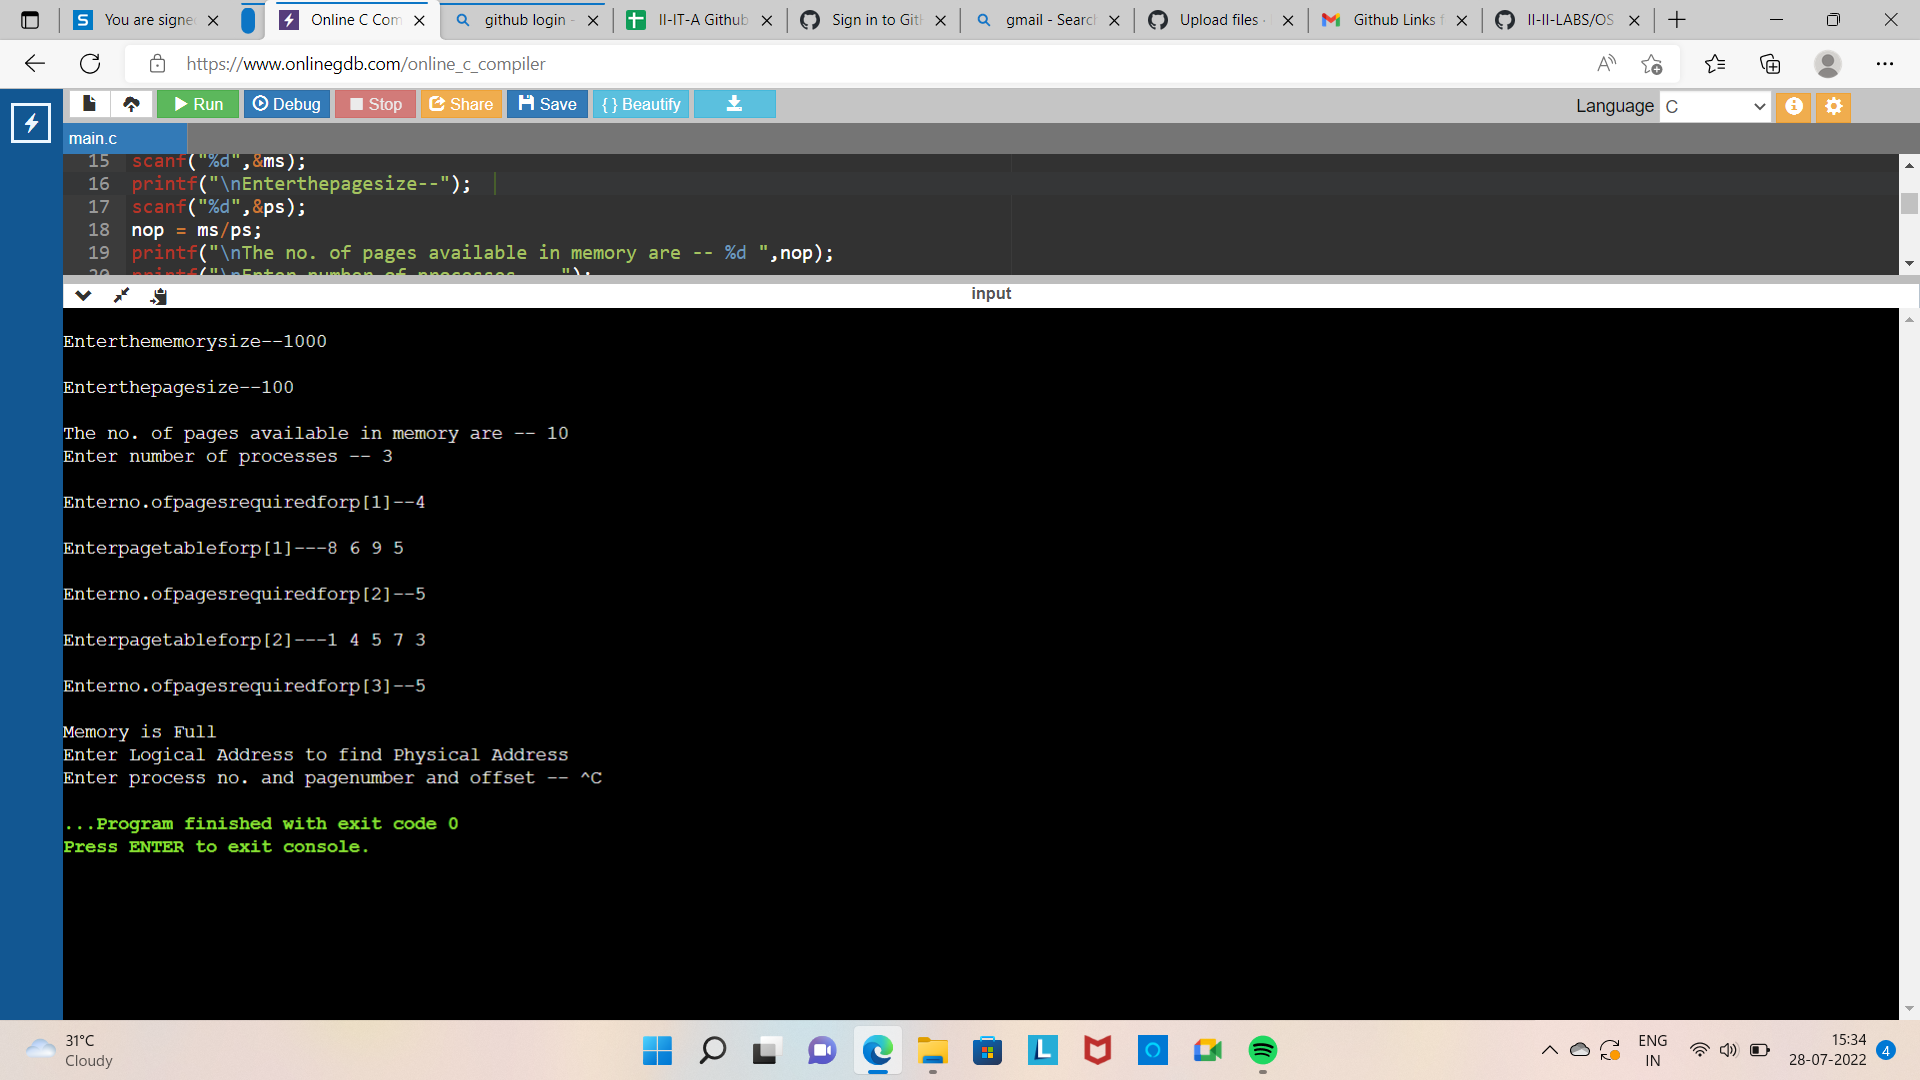 You are signe
Online C Com
github login -
II-IT-A Github
Sign in to Git
gmail - Search
Upload files ·
Github Links f
II-II-LABS/OS
https://www.onlinegdb.com/online_c_compiler
Run
Debug
Stop
Share
Save
{ } Beautify
Language
C
main.c
15 scanf("%d",&ms);
16 printf("\nEnterthepagesize--");
17 scanf("%d",&ps);
18 nop = ms/ps;
19 printf("\nThe no. of pages available in memory are -- %d ",nop);
20 printf("\nEnter number of processes -- ");
input
Enterthememorysize--1000
Enterthepagesize--100
The no. of pages available in memory are -- 10
Enter number of processes -- 3
Enterno.ofpagesrequiredforp[1]--4
Enterpagetableforp[1]---8 6 9 5
Enterno.ofpagesrequiredforp[2]--5
Enterpagetableforp[2]---1 4 5 7 3
Enterno.ofpagesrequiredforp[3]--5
Memory is Full
Enter Logical Address to find Physical Address
Enter process no. and pagenumber and offset -- ^C
...Program finished with exit code 0
Press ENTER to exit console.
31°C
Cloudy
ENG
IN
15:34
28-07-2022
4